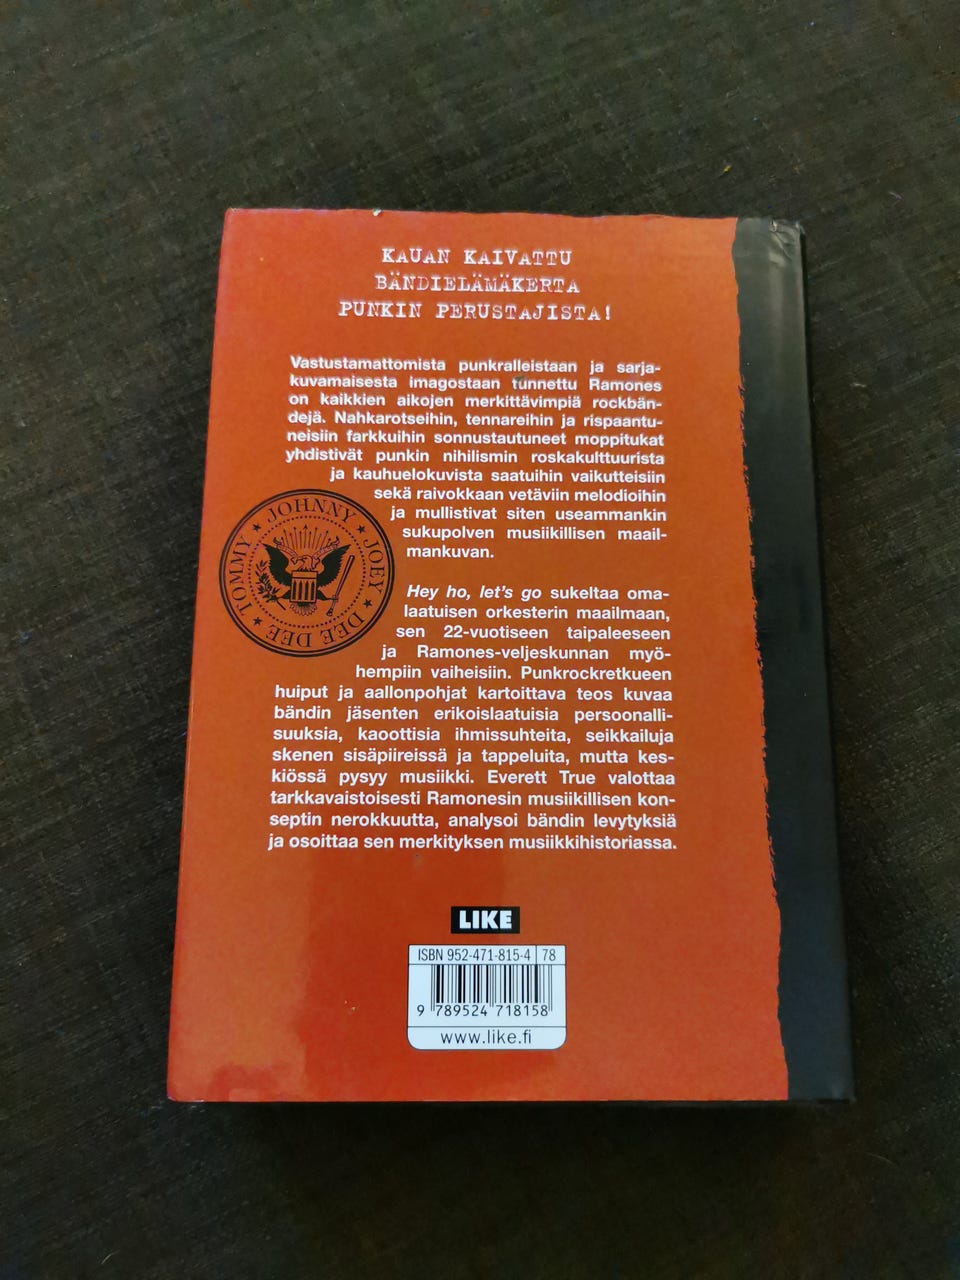 KAUAN KAIVATTU
BÄNDIELÄMÄKERTA
PUNKIN PERUSTAJISTA!
Vastustamattomista punkralleistaan ja sarja-
kuvamaisesta imagostaan tunnettu Ramones
on kaikkien aikojen merkittävimpiä rockbän-
dejä. Nahkarotseihin, tennareihin ja rispaantu-
neisiin farkkuihin sonnustautuneet moppitukat
yhdistivät punkin nihilismin roskakulttuurista
ja kauhuelokuvista saatuihin vaikutteisiin
sekä raivokkaan vetäviin melodioihin
ja mullistivat siten useammankin
sukupolven musiikillisen maail-
mankuvan.
JOHNNY ★ JOEY ★ DEE DEE ★ TOMMY ★
Hey ho, let's go sukeltaa oma-
laatuisen orkesterin maailmaan,
sen 22-vuotiseen taipaleeseen
ja Ramones-veljeskunnan myö-
hempiin vaiheisiin. Punkrockretkueen
huiput ja aallonpohjat kartoittava teos kuvaa
bändin jäsenten erikoislaatuisia persoonalli-
suuksia, kaoottisia ihmissuhteita, seikkailuja
skenen sisäpiireissä ja tappeluita, mutta kes-
kiössä pysyy musiikki. Everett True valottaa
tarkkavaistoisesti Ramonesin musiikillisen kon-
septin nerokkuutta, analysoi bändin levytyksiä
ja osoittaa sen merkityksen musiikkihistoriassa.
LIKE
ISBN 952-471-815-4 78
9 789524 718158
www.like.fi